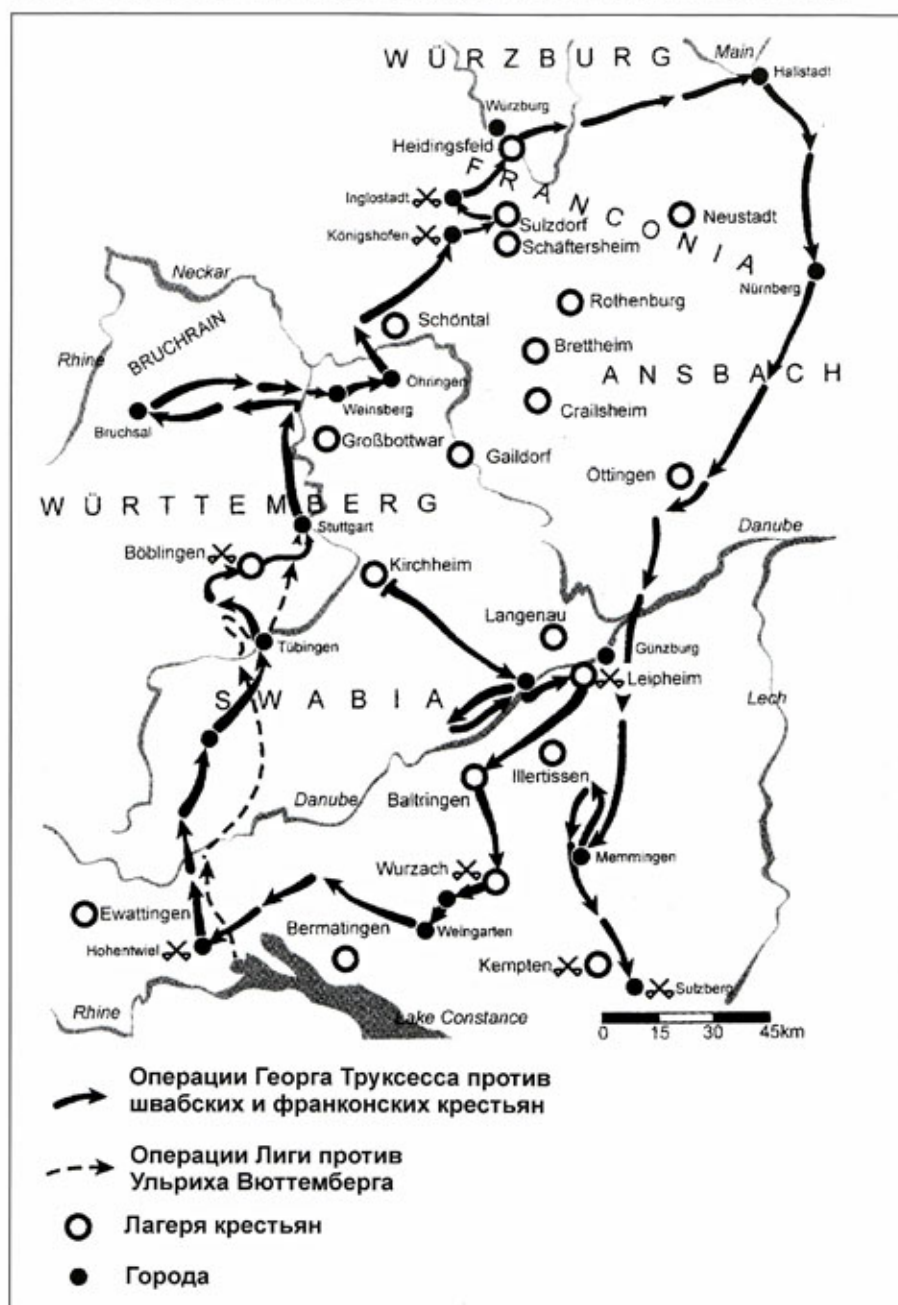 WÜRZBURG
Main
Hallstadt
Würzburg
Heidingsfeld
FRANCONIA
Inglostadt
Sulzdorf
Neustadt
Königshofen
Schäftersheim
Neckar
Nürnberg
Rothenburg
Schöntal
BRUCHRAIN
Rhine
Brettheim
Öhringen
ANSBACH
Weinsberg
Crailsheim
Bruchsal
Großbottwar
Gaildorf
Öttingen
WÜRTTEMBERG
Stuttgart
Danube
Böblingen
Kirchheim
Langenau
Tübingen
Günzburg
Leipheim
SWABIA
Lech
Illertissen
Baltringen
Danube
Memmingen
Wurzach
Ewattingen
Weingarten
Hohentwiel
Bermatingen
Kempten
Sulzberg
Rhine
Lake Constance
0 15 30 45km
Операции Георга Труксесса против
швабских и франконских крестьян
Операции Лиги против
Ульриха Вюттемберга
Лагеря крестьян
Города